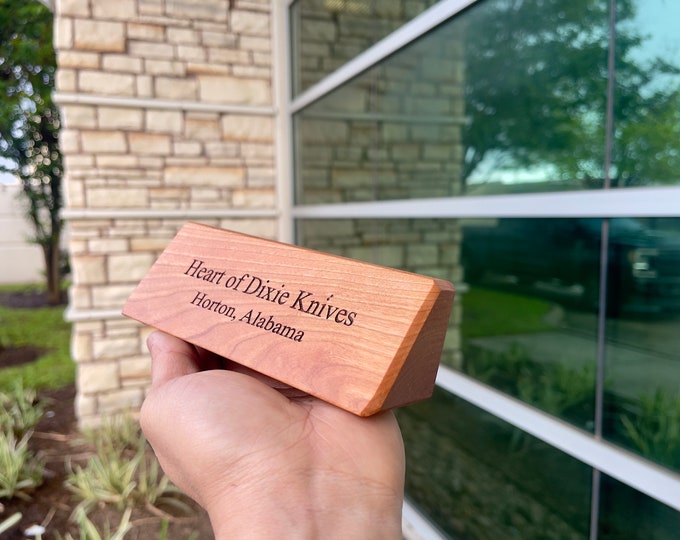 Heart of Dixie Knives
Horton, Alabama